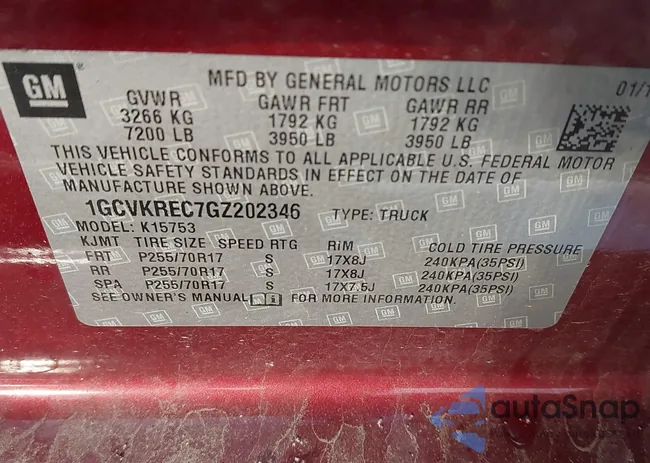 GM
MFD BY GENERAL MOTORS LLC
01/1
GVWR GAWR FRT GAWR RR
3266 KG 1792 KG 1792 KG
7200 LB 3950 LB 3950 LB
THIS VEHICLE CONFORMS TO ALL APPLICABLE U.S. FEDERAL MOTOR
VEHICLE SAFETY STANDARDS IN EFFECT ON THE DATE OF
MANUFACTURE SHOWN ABOVE.
1GCVKREC7GZ202346 TYPE: TRUCK
MODEL: K15753
KJMT TIRE SIZE SPEED RTG RiM COLD TIRE PRESSURE
FRT P255/70R17 S 17X8J 240KPA(35PSI)
RR P255/70R17 S 17X8J 240KPA(35PSI)
SPA P255/70R17 S 17X7.5J 240KPA(35PSI)
SEE OWNER'S MANUAL i FOR MORE INFORMATION.
autoSnap